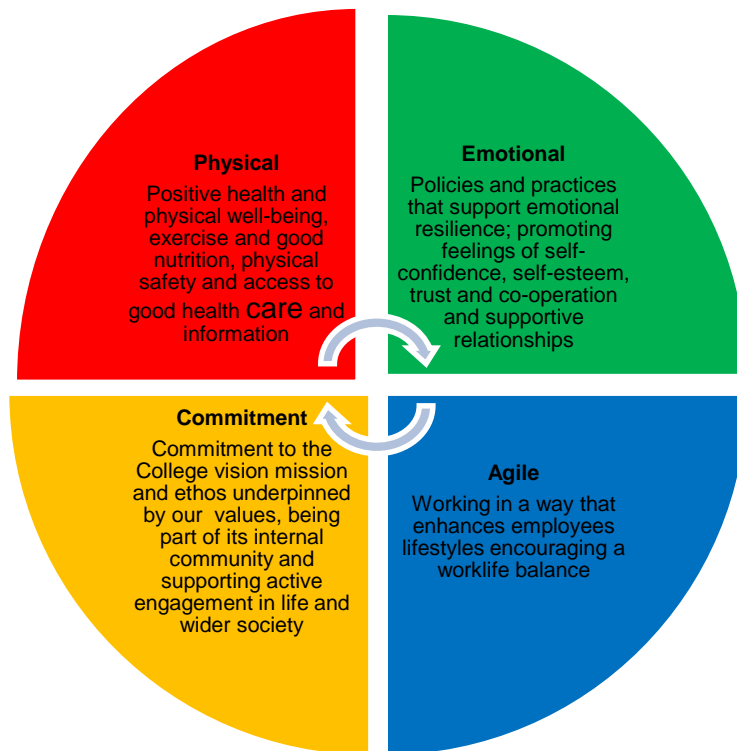 Physical
Positive health and
physical well-being,
exercise and good
nutrition, physical
safety and access to
good health care and
information
Emotional
Policies and practices
that support emotional
resilience; promoting
feelings of self-
confidence, self-esteem,
trust and co-operation
and supportive
relationships
Commitment
Commitment to the
College vision mission
and ethos underpinned
by our values, being
part of its internal
community and
supporting active
engagement in life and
wider society
Agile
Working in a way that
enhances employees
lifestyles encouraging a
worklife balance